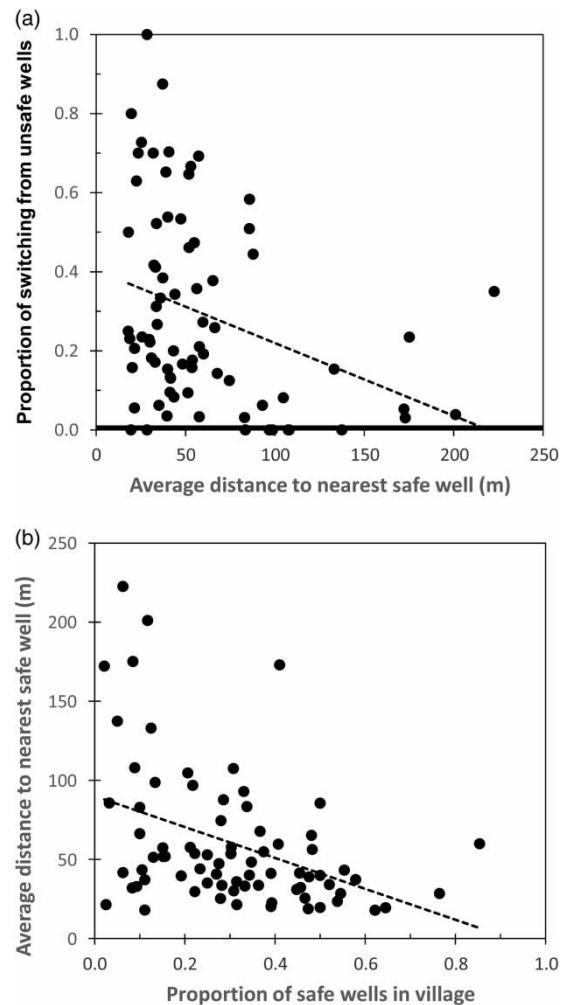 (a)
1.0
0.8
0.6
0.4
0.2
0.0
Proportion of switching from unsafe wells
0 50 100 150 200 250
Average distance to nearest safe well (m)
(b)
250
200
150
100
50
0
Average distance to nearest safe well (m)
0.0 0.2 0.4 0.6 0.8 1.0
Proportion of safe wells in village